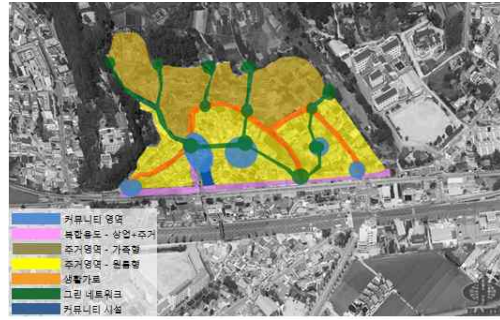 커뮤니티 영역
복합용도 - 상업+주거
주거영역 - 가족형
주거영역 - 원룸형
생활가로
그린 네트워크
커뮤니티 시설